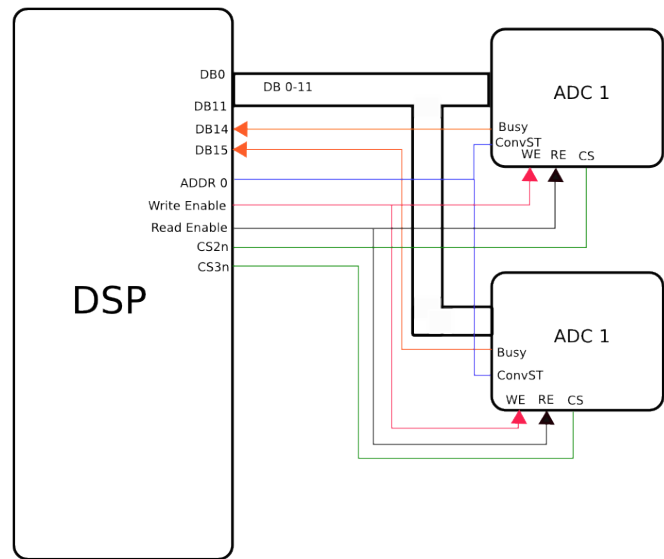 DB0
DB 0-11
DB11
DB14
DB15
ADDR 0
Write Enable
Read Enable
CS2n
CS3n
DSP
ADC 1
Busy
ConvST
WE RE CS
ADC 1
Busy
ConvST
WE RE CS